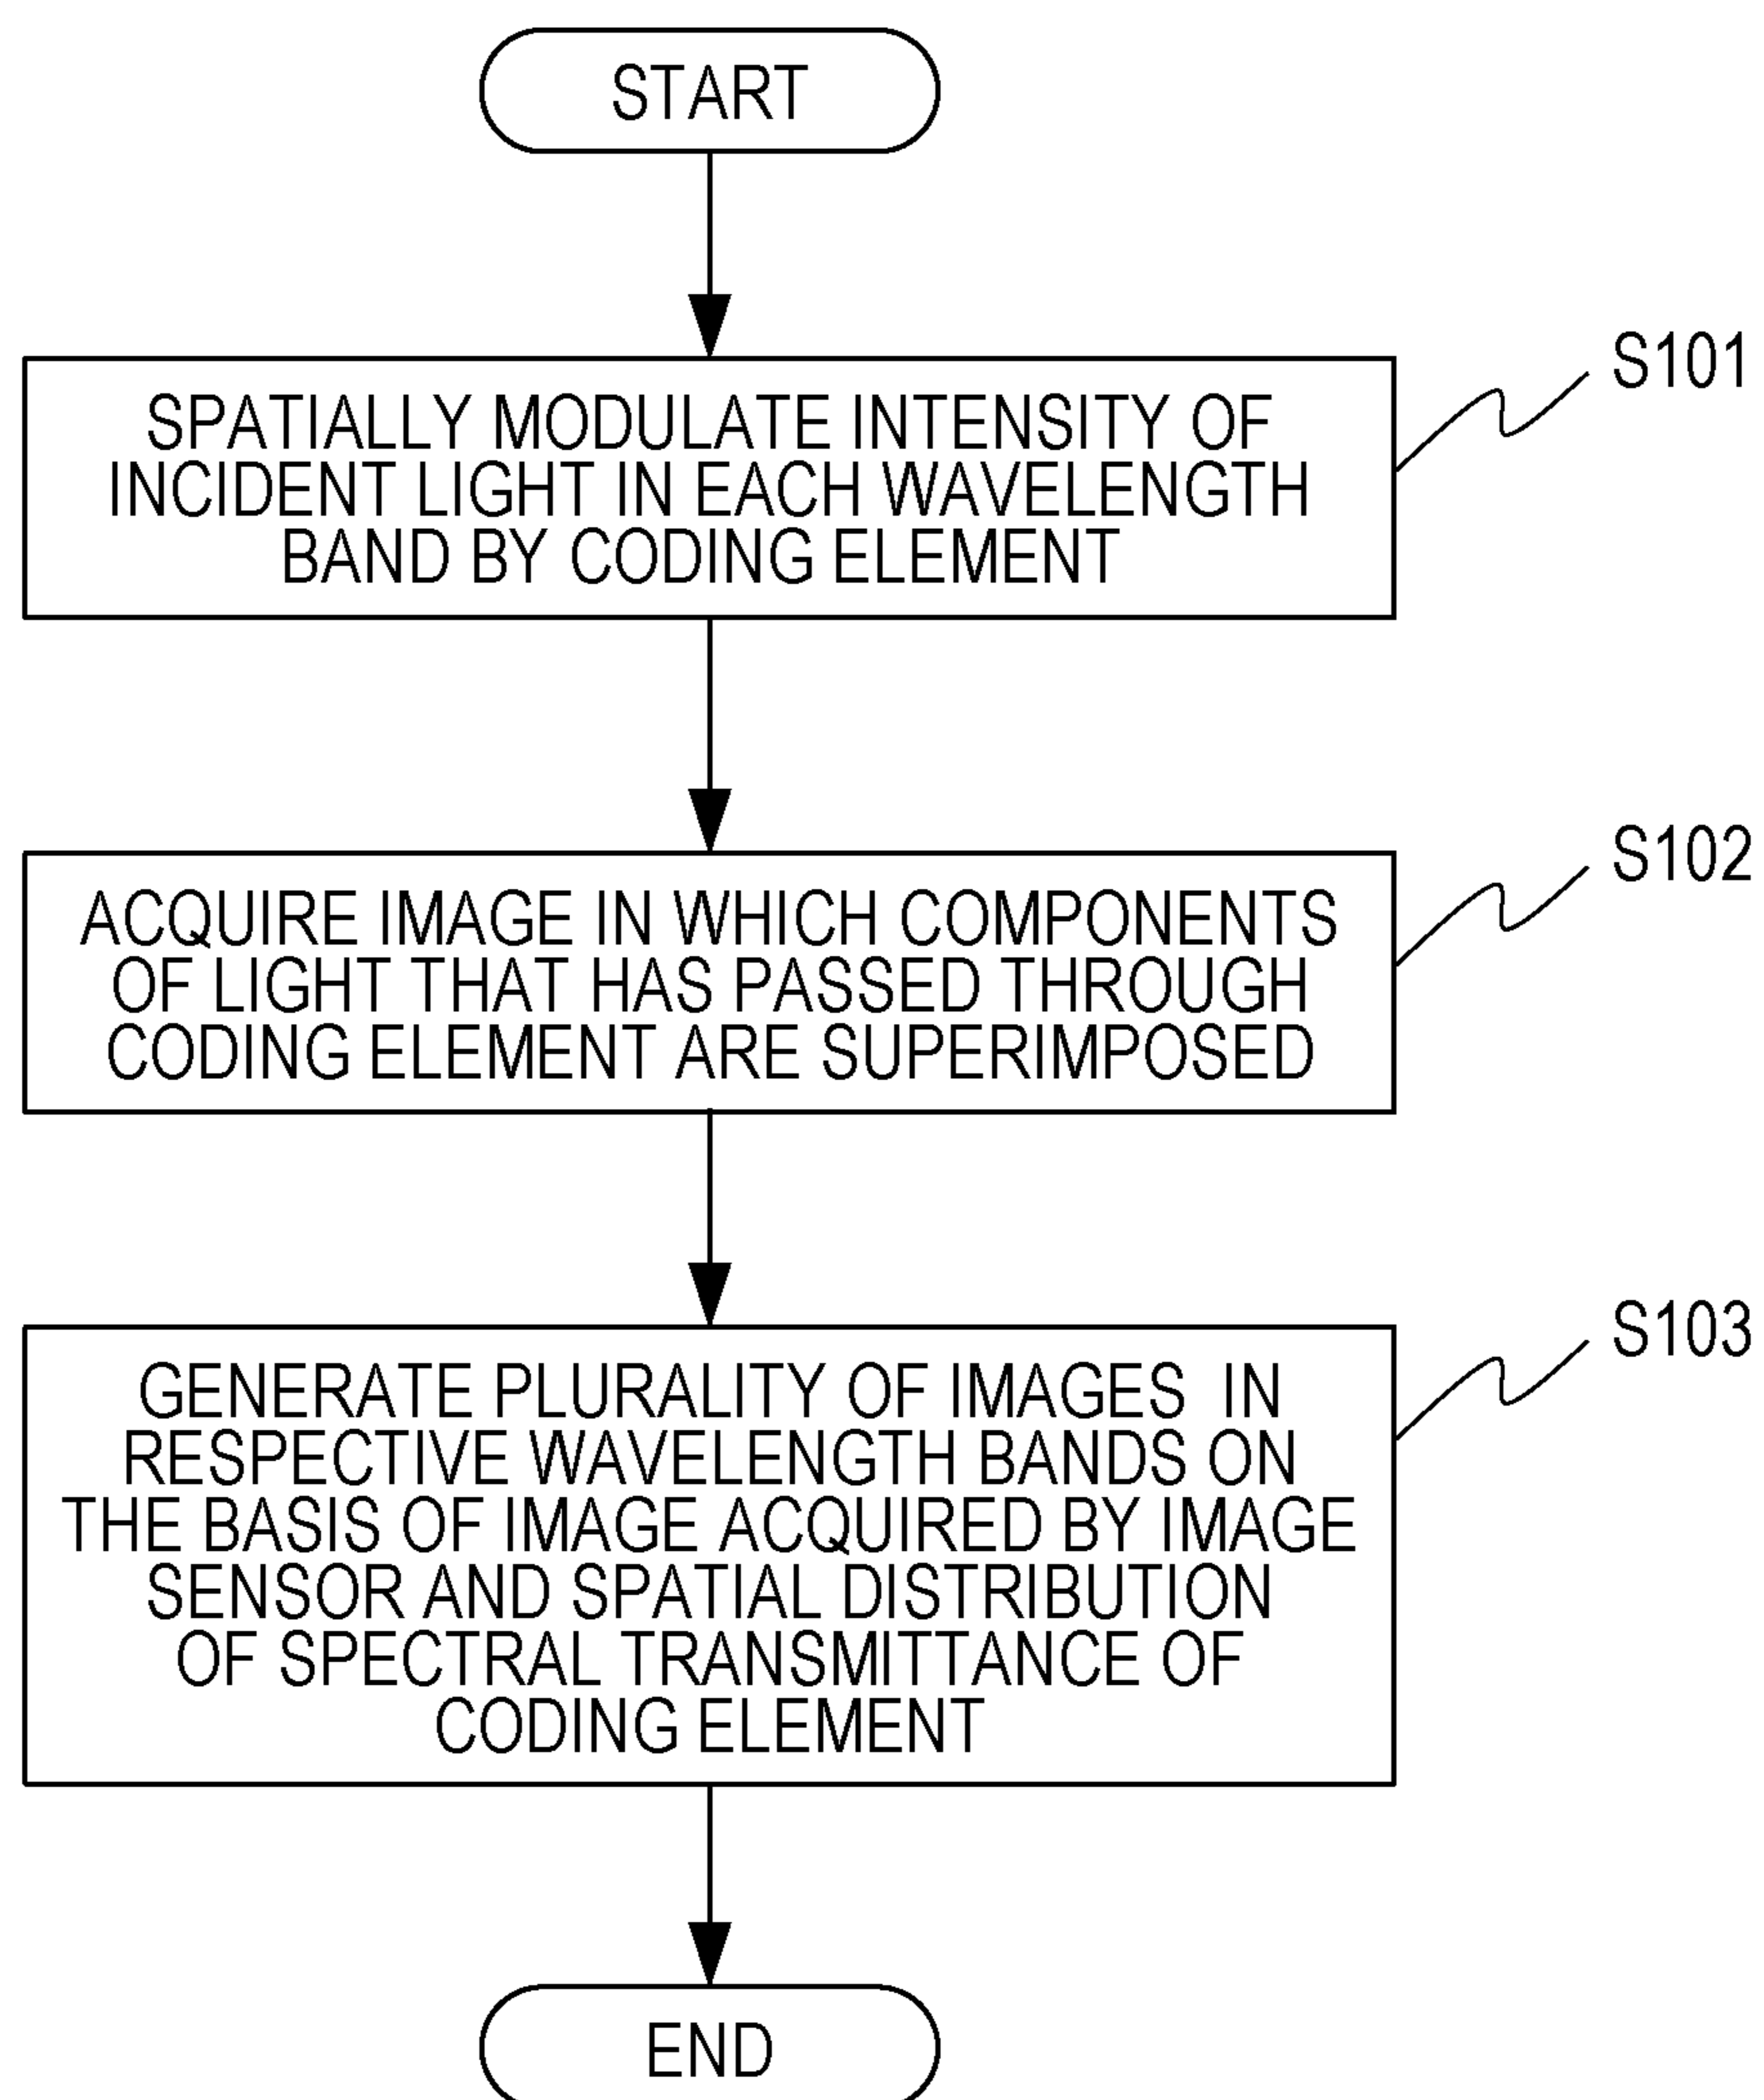 START
S101
SPATIALLY MODULATE INTENSITY OF
INCIDENT LIGHT IN EACH WAVELENGTH
BAND BY CODING ELEMENT
S102
ACQUIRE IMAGE IN WHICH COMPONENTS
OF LIGHT THAT HAS PASSED THROUGH
CODING ELEMENT ARE SUPERIMPOSED
S103
GENERATE PLURALITY OF IMAGES IN
RESPECTIVE WAVELENGTH BANDS ON
THE BASIS OF IMAGE ACQUIRED BY IMAGE
SENSOR AND SPATIAL DISTRIBUTION
OF SPECTRAL TRANSMITTANCE OF
CODING ELEMENT
END